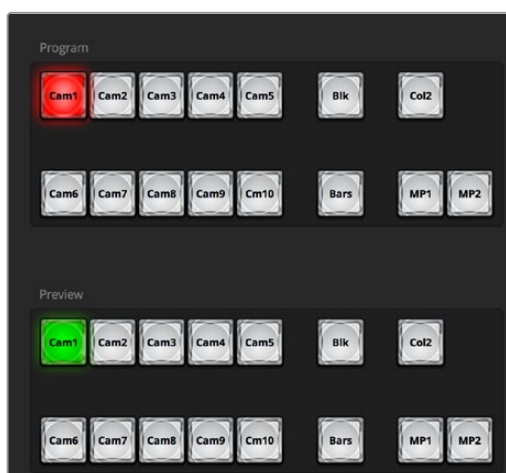 Program
Cam1 Cam2 Cam3 Cam4 Cam5 Blk Col2
Cam6 Cam7 Cam8 Cam9 Cm10 Bars MP1 MP2
Preview
Cam1 Cam2 Cam3 Cam4 Cam5 Blk Col2
Cam6 Cam7 Cam8 Cam9 Cm10 Bars MP1 MP2